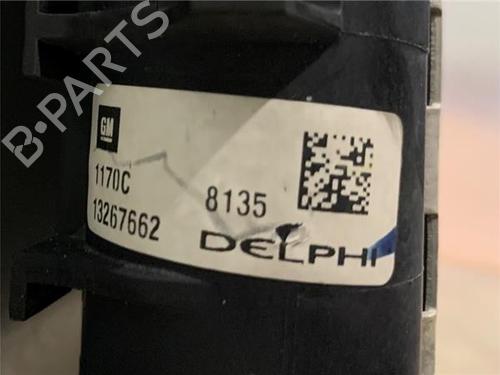 B-PARTS
GM
1170C
13267662
8135
DELPHI